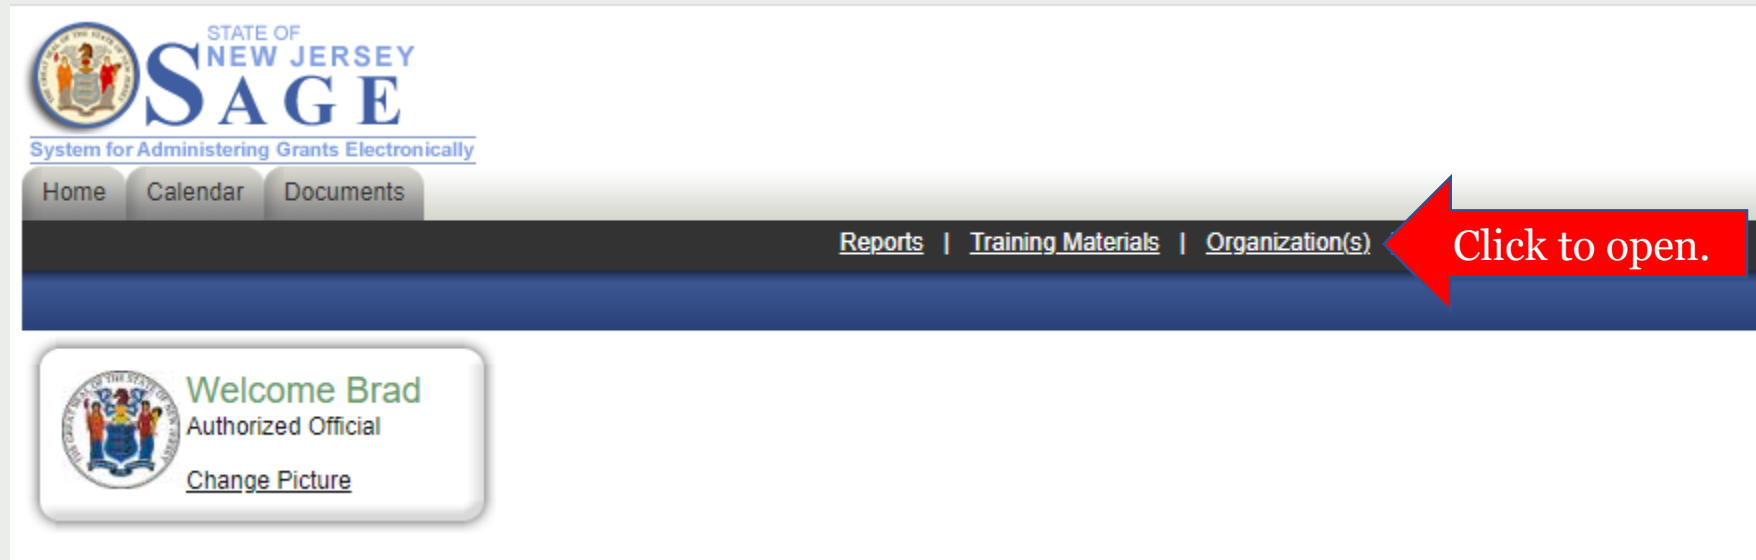 STATE OF
NEW JERSEY
SAGE
System for Administering Grants Electronically
Home Calendar Documents
Reports | Training Materials | Organization(s)
Click to open.
Welcome Brad
Authorized Official
Change Picture